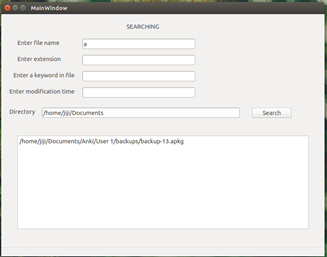 MainWindow
SEARCHING
Enter file name a
Enter extension
Enter a keyword in file
Enter modification time
Directory /home/jiji/Documents Search
/home/jiji/Documents/Anki/User 1/backups/backup-13.apkg